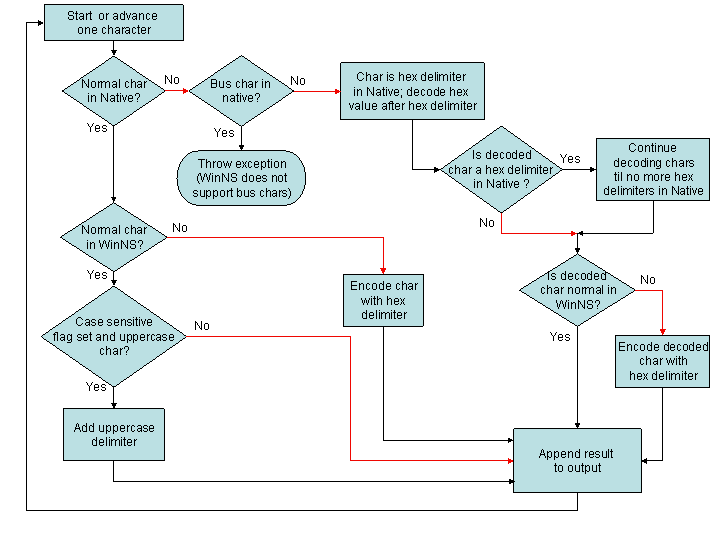 Start or advance
one character
Normal char
in Native?
No
Yes
Bus char in
native?
No
Yes
Char is hex delimiter
in Native; decode hex
value after hex delimiter
Throw exception
(WinNS does not
support bus chars)
Is decoded
char a hex delimiter
in Native ?
Yes
No
Continue
decoding chars
til no more hex
delimiters in Native
Normal char
in WinNS?
No
Yes
Encode char
with hex
delimiter
Is decoded
char normal in
WinNS?
No
Yes
Encode decoded
char with
hex delimiter
Case sensitive
flag set and uppercase
char?
No
Yes
Add uppercase
delimiter
Append result
to output